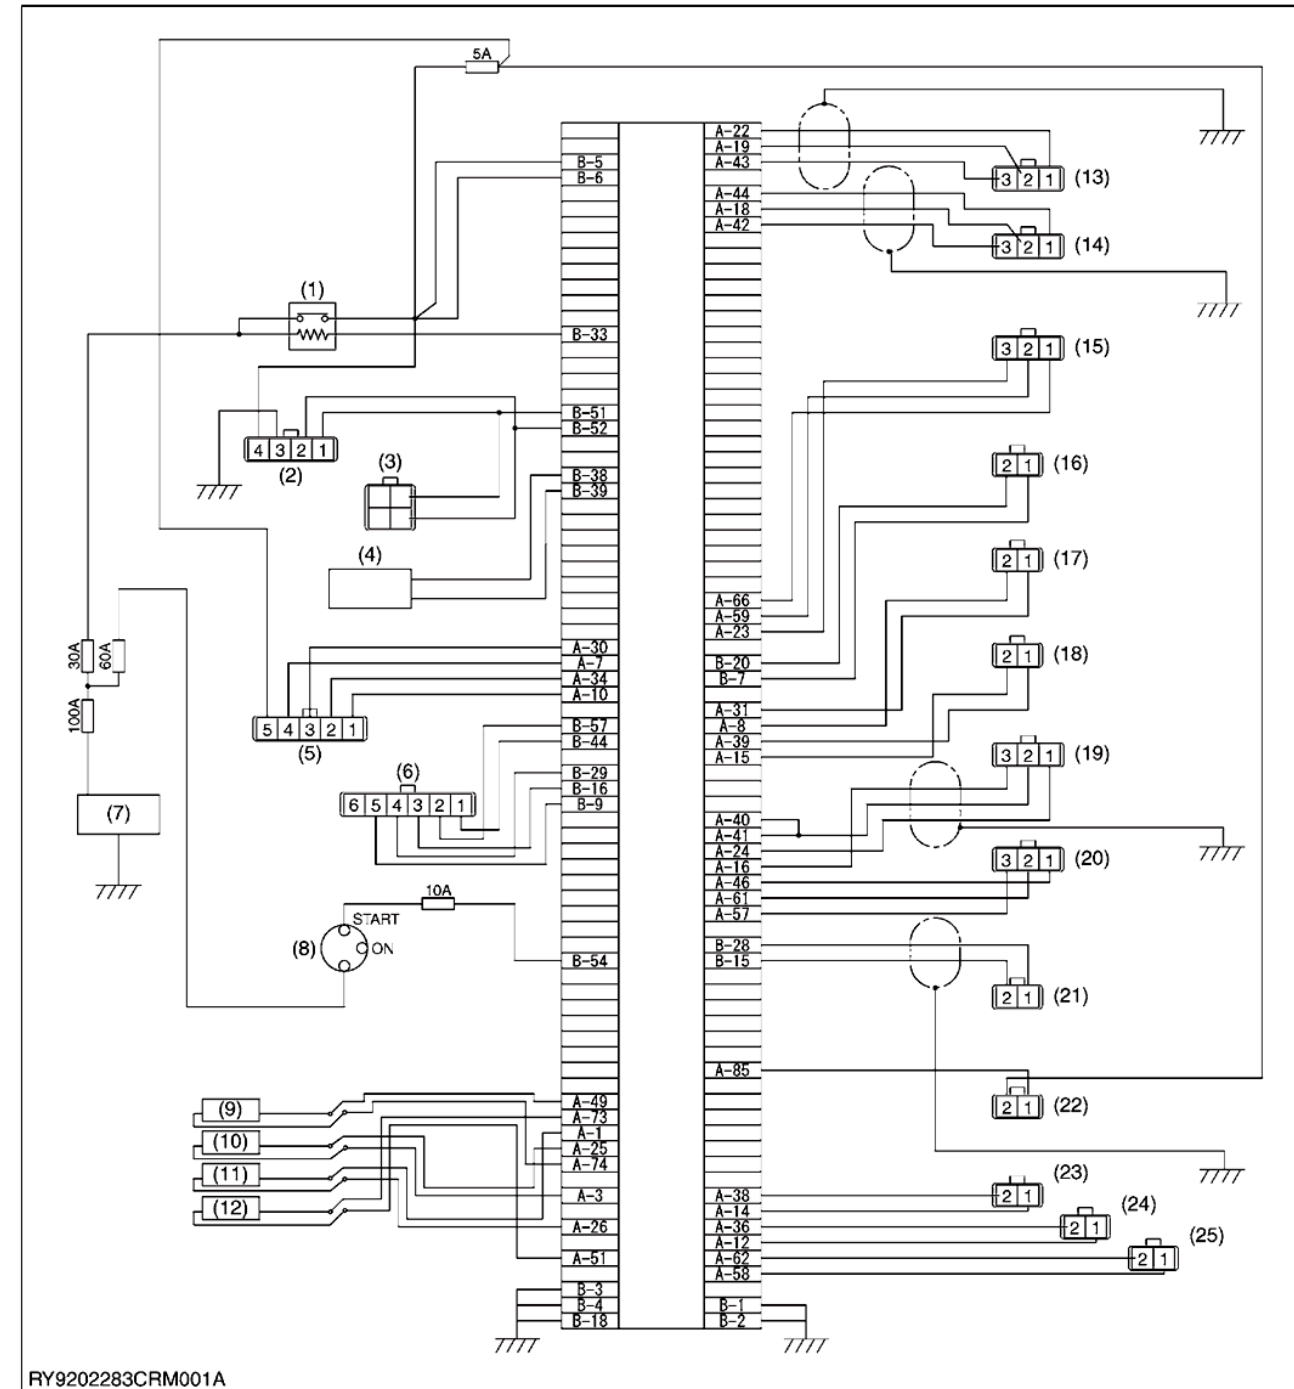 5A
A-22
A-19
B-5 A-43
B-6
3 2 1 (13)
A-44
A-18
A-42
3 2 1 (14)
(1)
B-33
3 2 1 (15)
B-51
B-52
4 3 2 1
(2)
(3)
2 1 (16)
B-38
B-39
(4)
2 1 (17)
A-66
A-59
A-23
30A 60A
A-30
A-7 B-20
A-34 B-7
2 1 (18)
A-10
100A
A-31
5 4 3 2 1
(5)
B-57 A-8
B-44 A-39
A-15
3 2 1 (19)
(6)
B-29
B-16
B-9
6 5 4 3 2 1
(7)
A-40
A-41
A-24
A-16
3 2 1 (20)
A-46
10A
A-61
A-57
START
(8) ON
B-28
B-54 B-15
2 1 (21)
A-85
(9)
A-49
2 1 (22)
A-73
A-1
(10)
A-25
A-74
(11)
(23)
A-3 A-38
2 1
(12)
A-14
(24)
A-26 A-36
2 1
A-12
(25)
A-51 A-62
2 1
A-58
B-3
B-4 B-1
B-18 B-2
RY9202283CRM001A